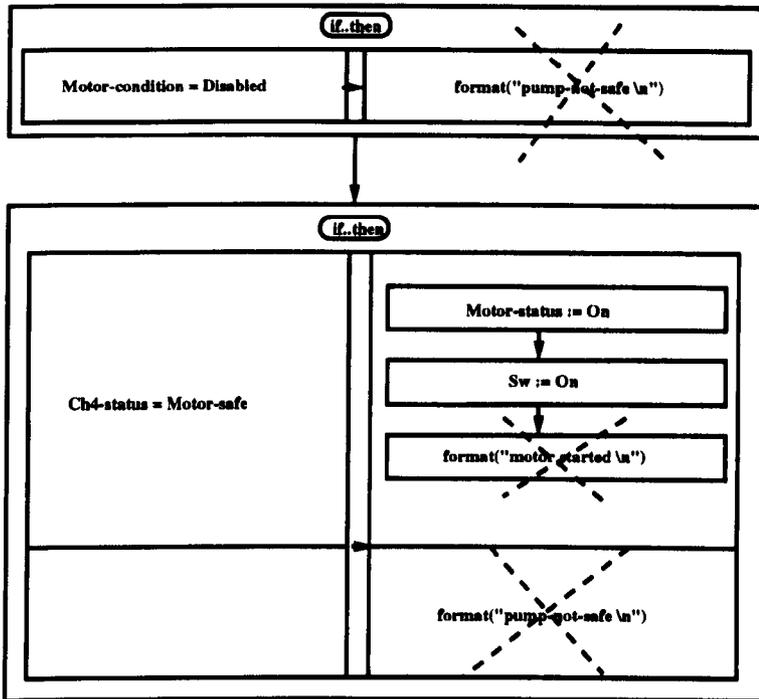 if..then
Motor-condition = Disabled
format("pump-not-safe \n")
if..then
Motor-status := On
Sw := On
Ch4-status = Motor-safe
format("motor started \n")
format("pump-not-safe \n")